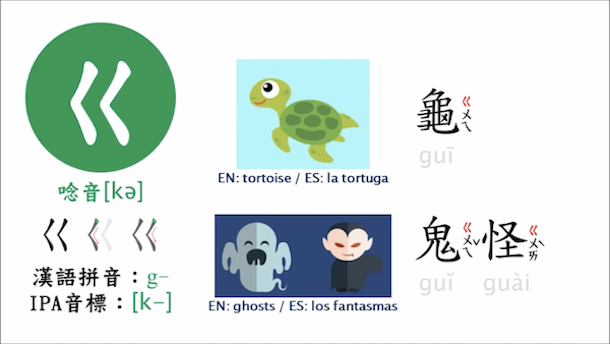 ㄍ
唸音[kə]
ㄍ ㄍ ㄍ
漢語拼音：g-
IPA音標：[k-]
EN: tortoise / ES: la tortuga
龜 ㄍㄨㄟ
guī
EN: ghosts / ES: los fantasmas
鬼 ㄍㄨㄟˇ 怪 ㄍㄨㄞˋ
guǐ guài